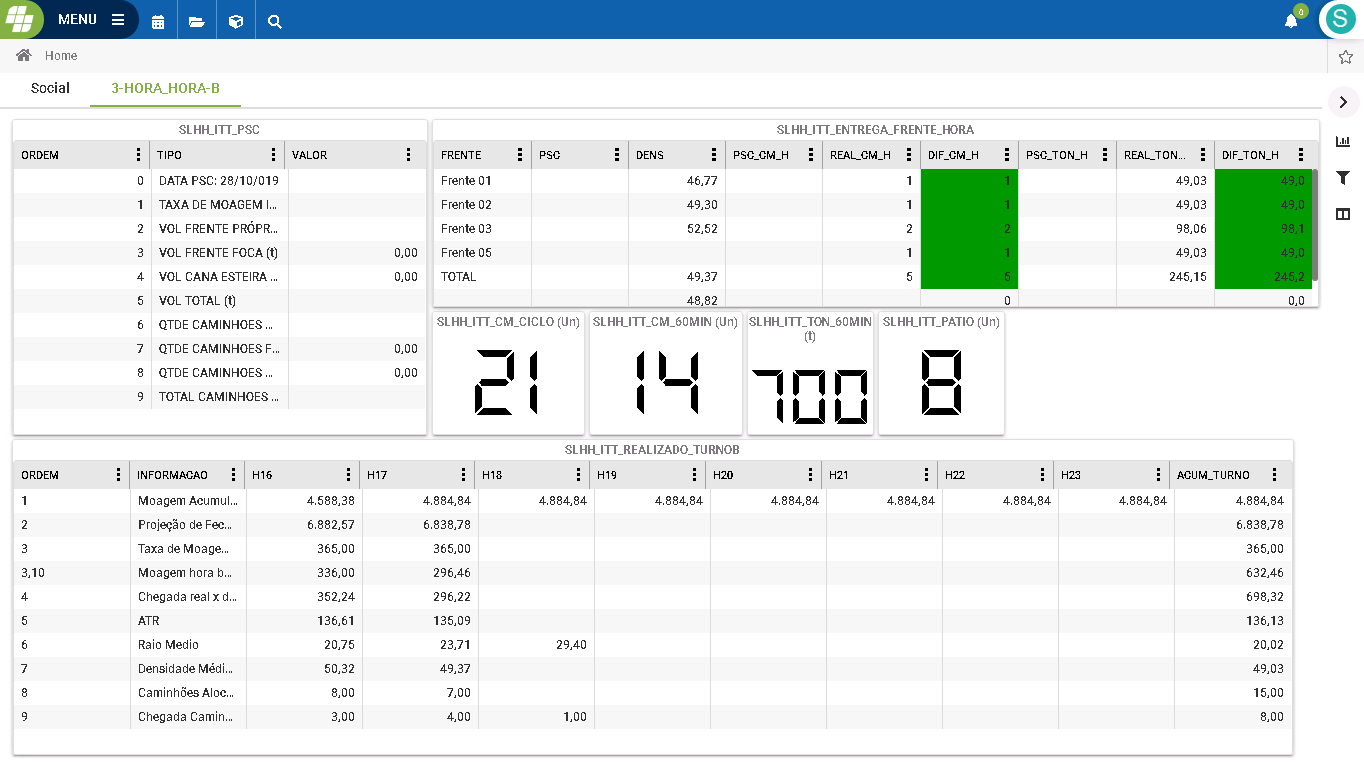 MENU
0
S
Home
Social 3-HORA_HORA-B
SLHH_ITT_PSC
ORDEM TIPO VALOR
0 DATA PSC: 28/10/019
1 TAXA DE MOAGEM I...
2 VOL FRENTE PRÓPR...
3 VOL FRENTE FOCA (t) 0,00
4 VOL CANA ESTEIRA ... 0,00
5 VOL TOTAL (t)
6 QTDE CAMINHOES ...
7 QTDE CAMINHOES F... 0,00
8 QTDE CAMINHOES ... 0,00
9 TOTAL CAMINHOES ...
SLHH_ITT_ENTREGA_FRENTE_HORA
FRENTE PSC DENS PSC_CM_H REAL_CM_H DIF_CM_H PSC_TON_H REAL_TON... DIF_TON_H
Frente 01 46,77 1 1 49,03 49,0
Frente 02 49,30 1 1 49,03 49,0
Frente 03 52,52 2 2 98,06 98,1
Frente 05 1 1 49,03 49,0
TOTAL 49,37 5 5 245,15 245,2
48,82 0 0,0
SLHH_ITT_CM_CICLO (Un)
21
SLHH_ITT_CM_60MIN (Un)
14
SLHH_ITT_TON_60MIN
(t)
700
SLHH_ITT_PATIO (Un)
8
SLHH_ITT_REALIZADO_TURNOB
ORDEM INFORMACAO H16 H17 H18 H19 H20 H21 H22 H23 AGUM_TURNO
1 Moagem Acumul... 4.588,38 4.884,84 4.884,84 4.884,84 4.884,84 4.884,84 4.884,84 4.884,84 4.884,84
2 Projeção de Fec... 6.882,57 6.838,78 6.838,78
3 Taxa de Moage... 365,00 365,00 365,00
3,10 Moagem hora b... 336,00 296,46 632,46
4 Chegada real x d... 352,24 296,22 698,32
5 ATR 136,61 135,09 136,13
6 Raio Medio 20,75 23,71 29,40 20,02
7 Densidade Médi... 50,32 49,37 49,03
8 Caminhões Aloc... 8,00 7,00 15,00
9 Chegada Camin... 3,00 4,00 1,00 8,00